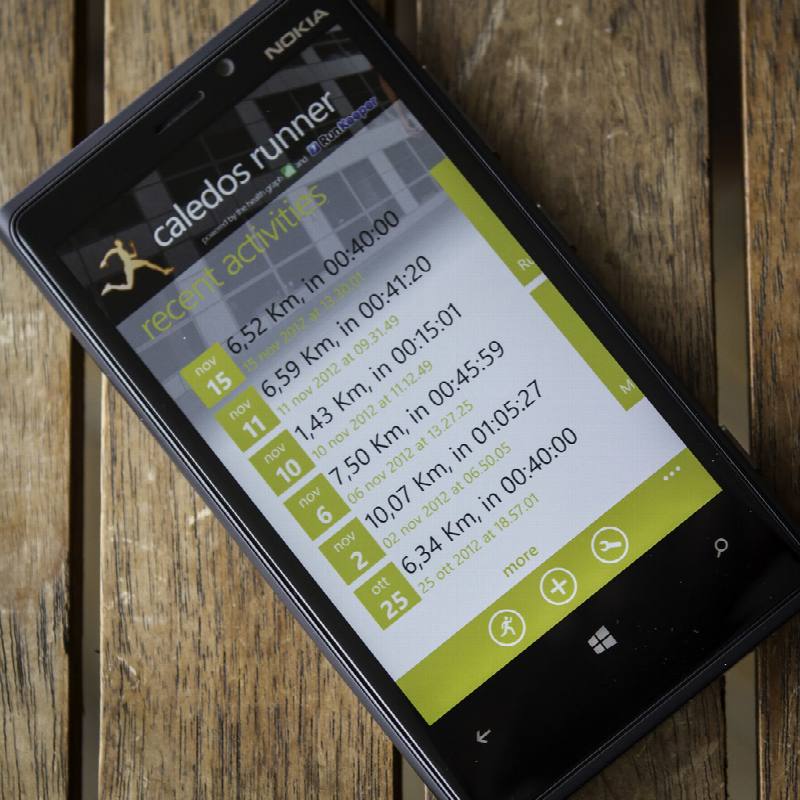 NOKIA
caledos runner
powered by the health graph and RunKeeper
recent activities
nov 15
6,52 Km, in 00:40:00
15 nov 2012 at 13.30.01
nov 11
6,59 Km, in 00:41:20
11 nov 2012 at 09.31.49
nov 10
1,43 Km, in 00:15:01
10 nov 2012 at 11.12.49
nov 6
7,50 Km, in 00:45:59
06 nov 2012 at 13.27.25
nov 2
10,07 Km, in 01:05:27
02 nov 2012 at 06.50.05
ott 25
6,34 Km, in 00:40:00
25 ott 2012 at 18.57.01
more
Ru
M